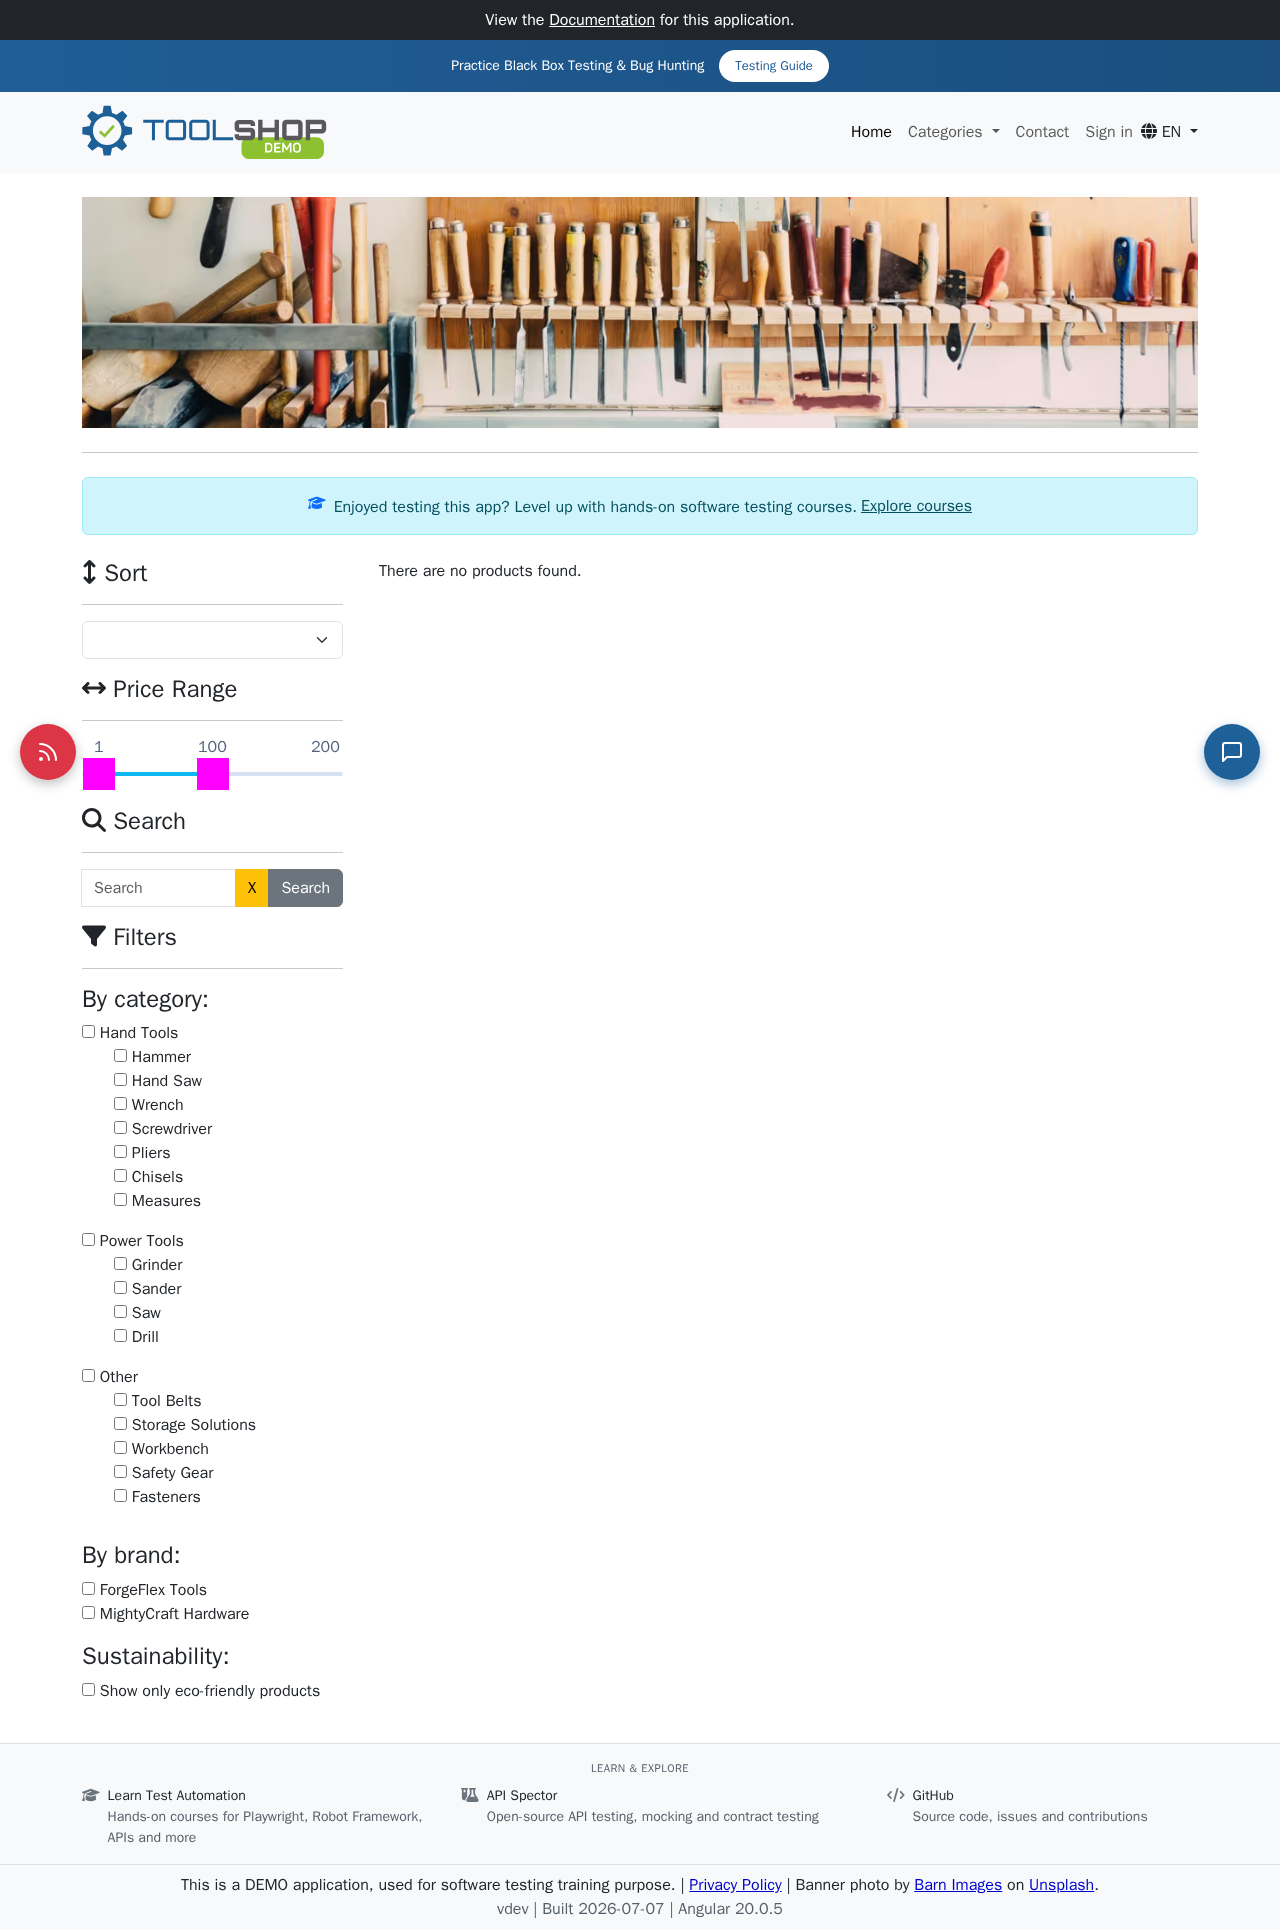 View the Documentation for this application.
Practice Black Box Testing & Bug Hunting Testing Guide
TOOLSHOP
DEMO
Home Categories Contact Sign in EN
Enjoyed testing this app? Level up with hands-on software testing courses. Explore courses
Sort
There are no products found.
Price Range
1 100 200
Search
Search X Search
Filters
By category:
Hand Tools
Hammer
Hand Saw
Wrench
Screwdriver
Pliers
Chisels
Measures
Power Tools
Grinder
Sander
Saw
Drill
Other
Tool Belts
Storage Solutions
Workbench
Safety Gear
Fasteners
By brand:
ForgeFlex Tools
MightyCraft Hardware
Sustainability:
Show only eco-friendly products
LEARN & EXPLORE
Learn Test Automation
Hands-on courses for Playwright, Robot Framework,
APIs and more
API Spector
Open-source API testing, mocking and contract testing
GitHub
Source code, issues and contributions
This is a DEMO application, used for software testing training purpose. | Privacy Policy | Banner photo by Barn Images on Unsplash.
vdev | Built 2026-07-07 | Angular 20.0.5